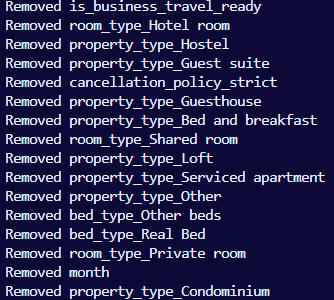 Removed is_business_travel_ready
Removed room_type_Hotel room
Removed property_type_Hostel
Removed property_type_Guest suite
Removed cancellation_policy_strict
Removed property_type_Guesthouse
Removed property_type_Bed and breakfast
Removed room_type_Shared room
Removed property_type_Loft
Removed property_type_Serviced apartment
Removed property_type_Other
Removed bed_type_Other beds
Removed bed_type_Real Bed
Removed room_type_Private room
Removed month
Removed property_type_Condominium